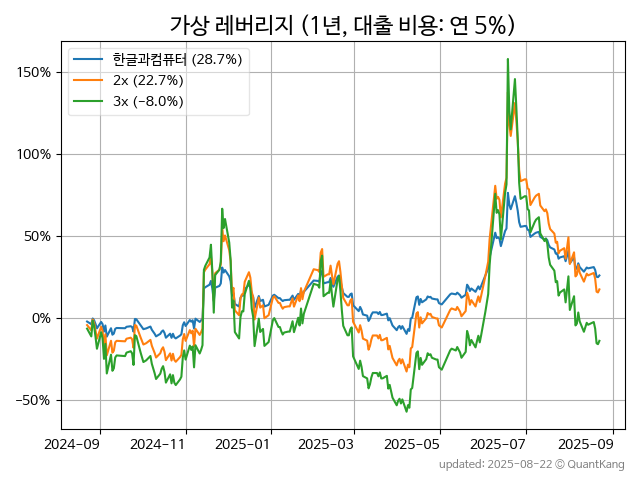 가상 레버리지 (1년, 대출 비용: 연 5%)
한글과컴퓨터 (28.7%)
2x (22.7%)
3x (-8.0%)
150%
100%
50%
0%
-50%
2024-09 2024-11 2025-01 2025-03 2025-05 2025-07 2025-09
updated: 2025-08-22 © QuantKang